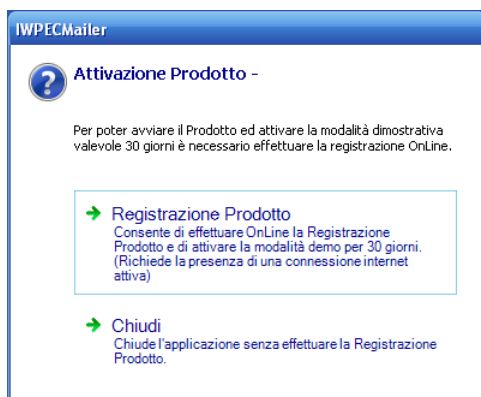 IWPECMailer
Attivazione Prodotto -
Per poter avviare il Prodotto ed attivare la modalità dimostrativa
valevole 30 giorni è necessario effettuare la registrazione OnLine.
Registrazione Prodotto
Consente di effettuare OnLine la Registrazione
Prodotto e di attivare la modalità demo per 30 giorni.
(Richiede la presenza di una connessione internet
attiva)
Chiudi
Chiude l'applicazione senza effettuare la Registrazione
Prodotto.